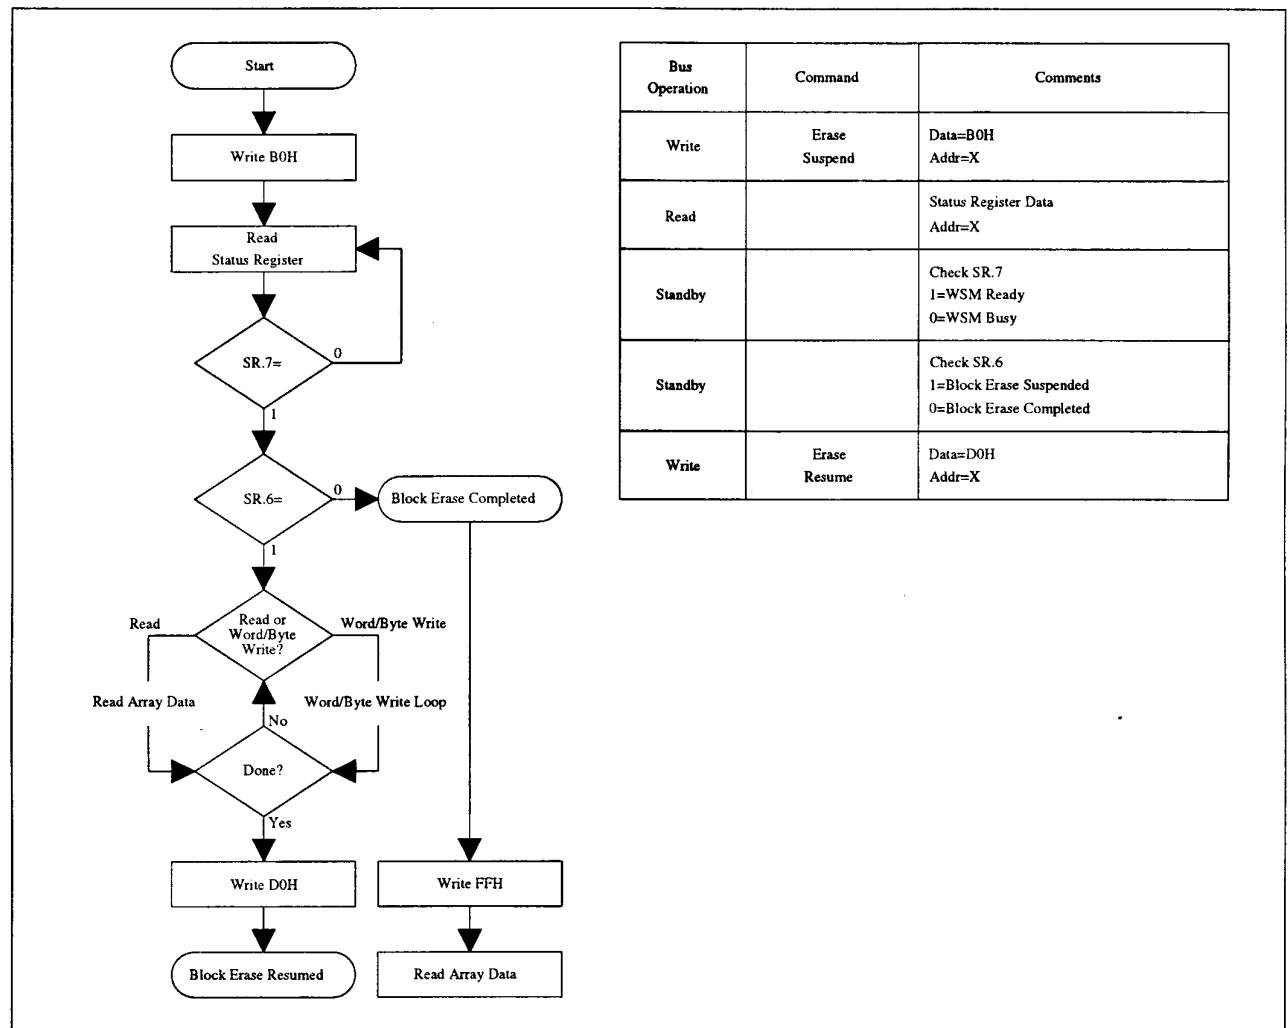 Start
Write B0H
Read
Status Register
SR.7=
0
1
SR.6=
0
Block Erase Completed
1
Read or
Word/Byte
Write?
Read
Word/Byte Write
Read Array Data
Word/Byte Write Loop
No
Done?
Yes
Write D0H
Write FFH
Block Erase Resumed
Read Array Data
Bus
Operation
Command
Comments
Write
Erase
Suspend
Data=B0H
Addr=X
Read
Status Register Data
Addr=X
Standby
Check SR.7
1=WSM Ready
0=WSM Busy
Standby
Check SR.6
1=Block Erase Suspended
0=Block Erase Completed
Write
Erase
Resume
Data=D0H
Addr=X